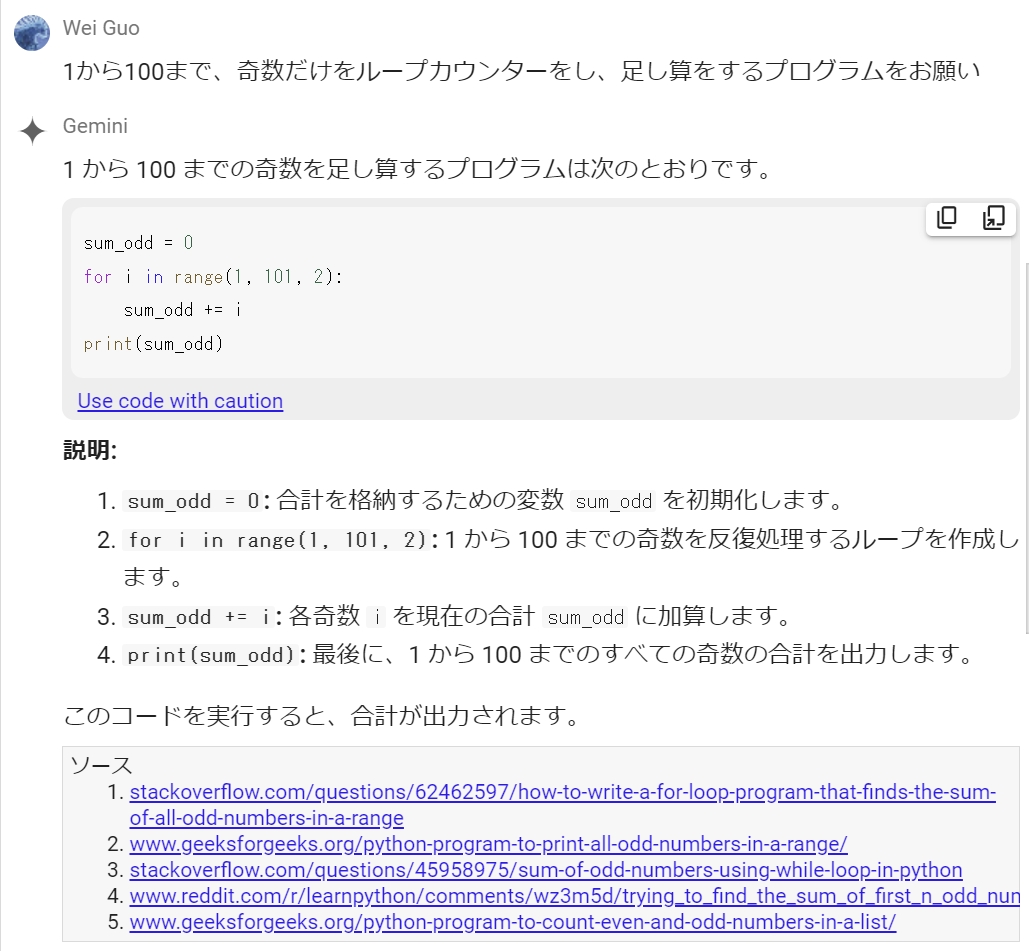 Wei Guo
1から100まで、奇数だけをループカウンターをし、足し算をするプログラムをお願い
Gemini
1 から 100 までの奇数を足し算するプログラムは次のとおりです。
sum_odd = 0
for i in range(1, 101, 2):
    sum_odd += i
print(sum_odd)
Use code with caution
説明:
1. sum_odd = 0: 合計を格納するための変数 sum_odd を初期化します。
2. for i in range(1, 101, 2): 1 から 100 までの奇数を反復処理するループを作成し
ます。
3. sum_odd += i: 各奇数 i を現在の合計 sum_odd に加算します。
4. print(sum_odd): 最後に、1 から 100 までのすべての奇数の合計を出力します。
このコードを実行すると、合計が出力されます。
ソース
1. stackoverflow.com/questions/62462597/how-to-write-a-for-loop-program-that-finds-the-sum-
of-all-odd-numbers-in-a-range
2. www.geeksforgeeks.org/python-program-to-print-all-odd-numbers-in-a-range/
3. stackoverflow.com/questions/45958975/sum-of-odd-numbers-using-while-loop-in-python
4. www.reddit.com/r/learnpython/comments/wz3m5d/trying_to_find_the_sum_of_first_n_odd_num
5. www.geeksforgeeks.org/python-program-to-count-even-and-odd-numbers-in-a-list/